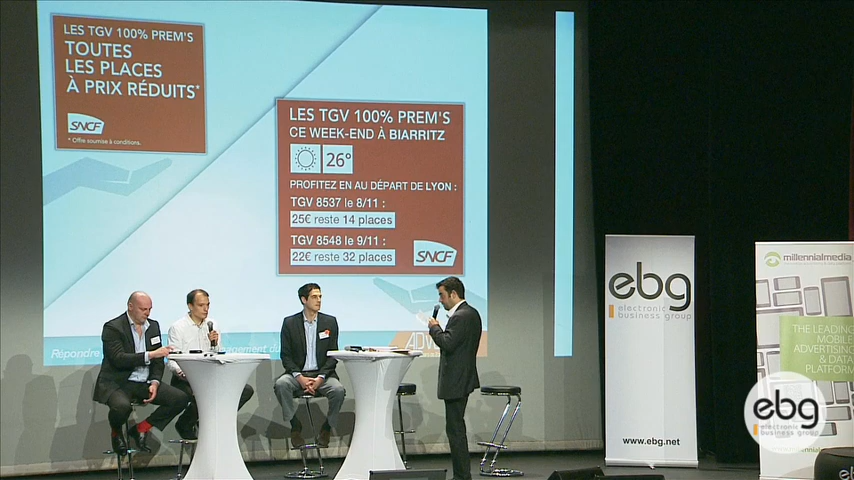 LES TGV 100% PREM'S
TOUTES
LES PLACES
À PRIX RÉDUITS*
SNCF
* Offre soumise à conditions.
LES TGV 100% PREM'S
CE WEEK-END À BIARRITZ
26°
PROFITEZ EN AU DÉPART DE LYON :
TGV 8537 le 8/11 :
25€ reste 14 places
TGV 8548 le 9/11 :
22€ reste 32 places
SNCF
Répondre
management du
ebg
electronic
business group
www.ebg.net
millennialmedia
THE LEADING
MOBILE
ADVERTISING
& DATA
PLATFORM
ebg
electronic
business group